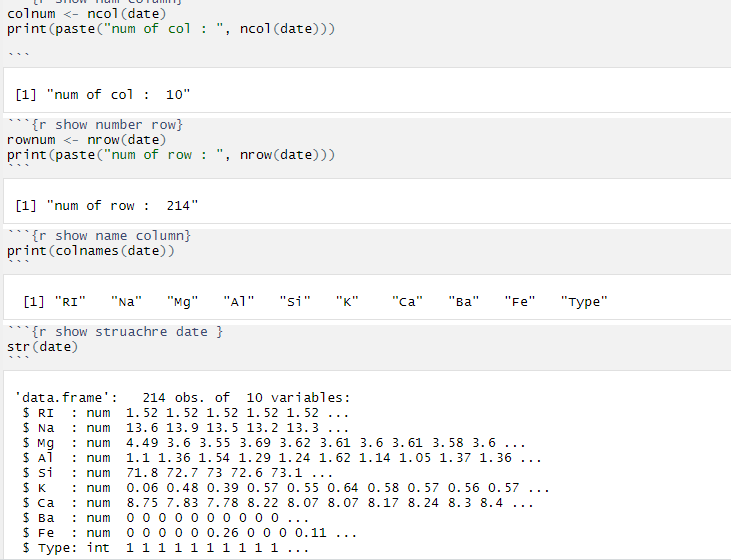 ```{r show num column}
colnum <- ncol(date)
print(paste("num of col : ", ncol(date)))
```
[1] "num of col :  10"
```{r show number row}
rownum <- nrow(date)
print(paste("num of row : ", nrow(date)))
```
[1] "num of row :  214"
```{r show name column}
print(colnames(date))
```
[1] "RI"   "Na"   "Mg"   "Al"   "Si"   "K"    "Ca"   "Ba"   "Fe"   "Type"
```{r show struachre date }
str(date)
```
'data.frame':   214 obs. of  10 variables:
$ RI  : num  1.52 1.52 1.52 1.52 1.52 ...
$ Na  : num  13.6 13.9 13.5 13.2 13.3 ...
$ Mg  : num  4.49 3.6 3.55 3.69 3.62 3.61 3.6 3.61 3.58 3.6 ...
$ Al  : num  1.1 1.36 1.54 1.29 1.24 1.62 1.14 1.05 1.37 1.36 ...
$ Si  : num  71.8 72.7 73 72.6 73.1 ...
$ K   : num  0.06 0.48 0.39 0.57 0.55 0.64 0.58 0.57 0.56 0.57 ...
$ Ca  : num  8.75 7.83 7.78 8.22 8.07 8.07 8.17 8.24 8.3 8.4 ...
$ Ba  : num  0 0 0 0 0 0 0 0 0 0 ...
$ Fe  : num  0 0 0 0 0 0.26 0 0 0 0.11 ...
$ Type: int  1 1 1 1 1 1 1 1 1 1 ...